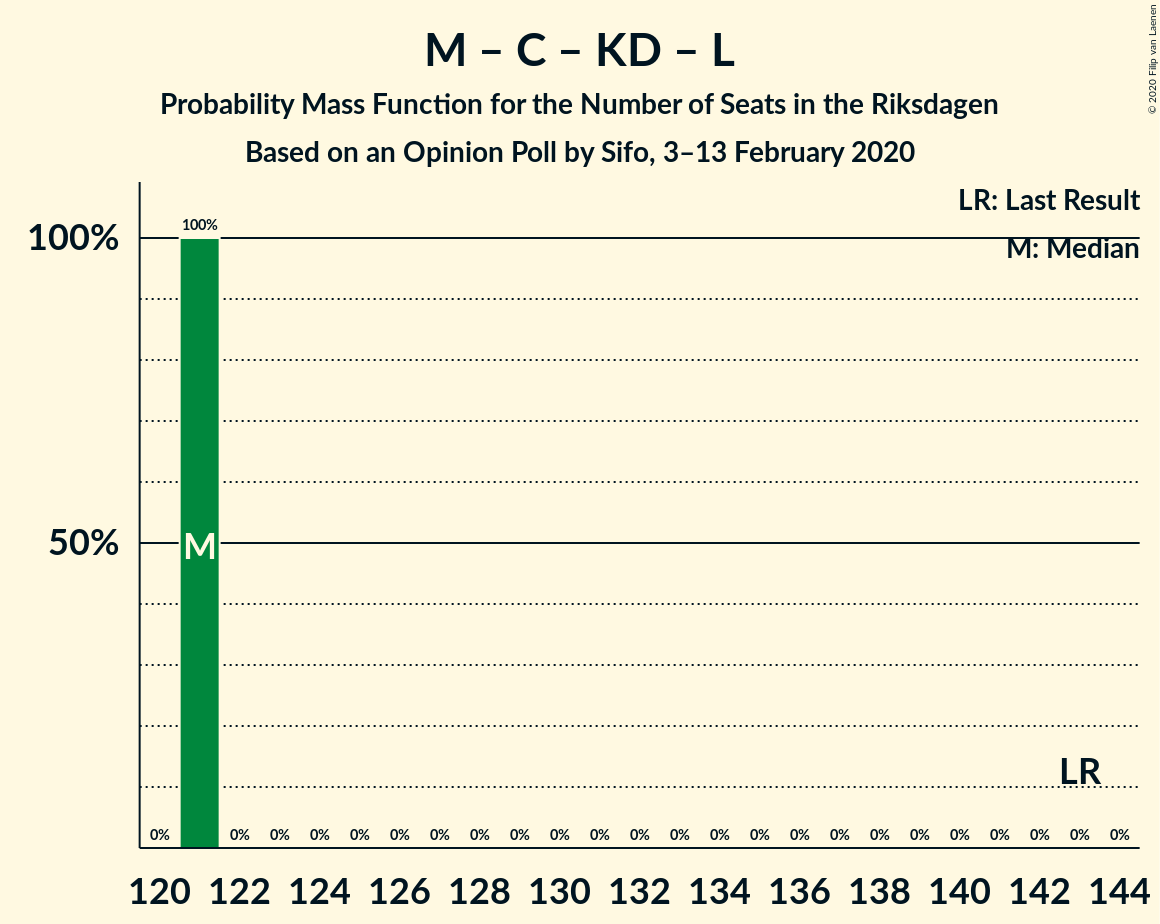 M – C – KD – L
Probability Mass Function for the Number of Seats in the Riksdagen
Based on an Opinion Poll by Sifo, 3–13 February 2020
© 2020 Filip van Laenen
LR: Last Result
M: Median
100%
100%
50%
M
LR
0% 0% 0% 0% 0% 0% 0% 0% 0% 0% 0% 0% 0% 0% 0% 0% 0% 0% 0% 0% 0% 0% 0% 0%
120 122 124 126 128 130 132 134 136 138 140 142 144